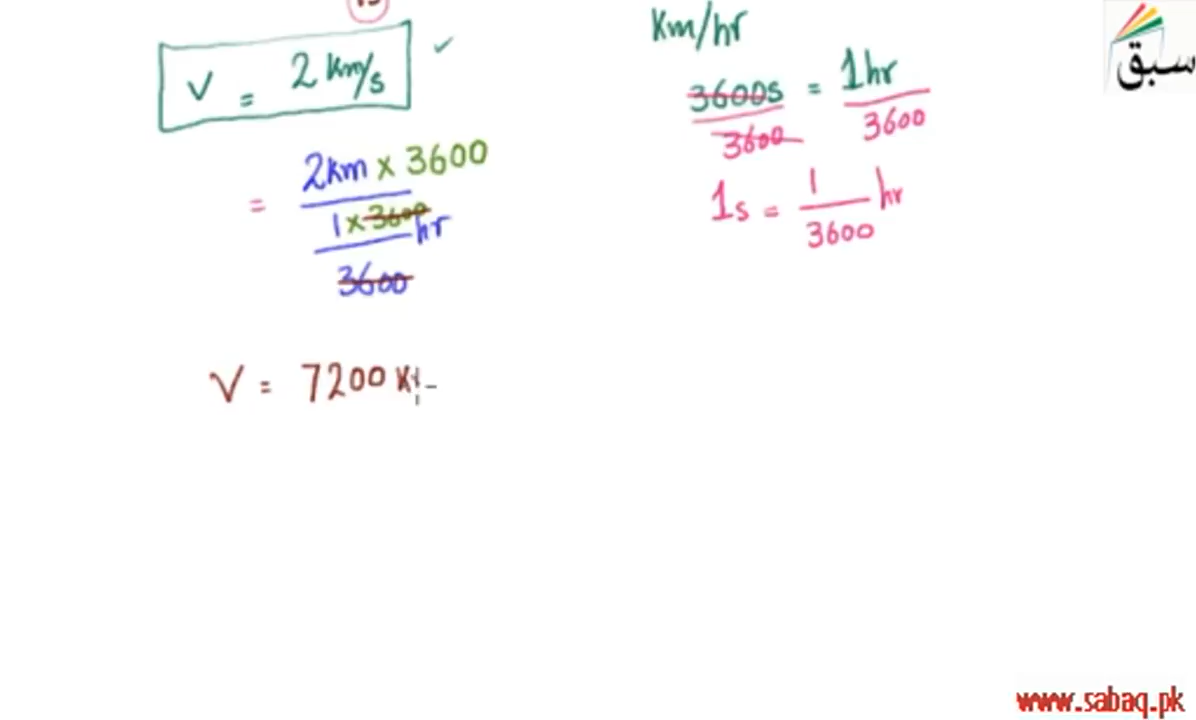 Km/hr
سبق
V = 2 Km/s
3600s = 1hr
3600 3600
= 2km x 3600
1 x 3600 hr
3600
1s = 1 hr
3600
V = 7200
www.sabaq.pk